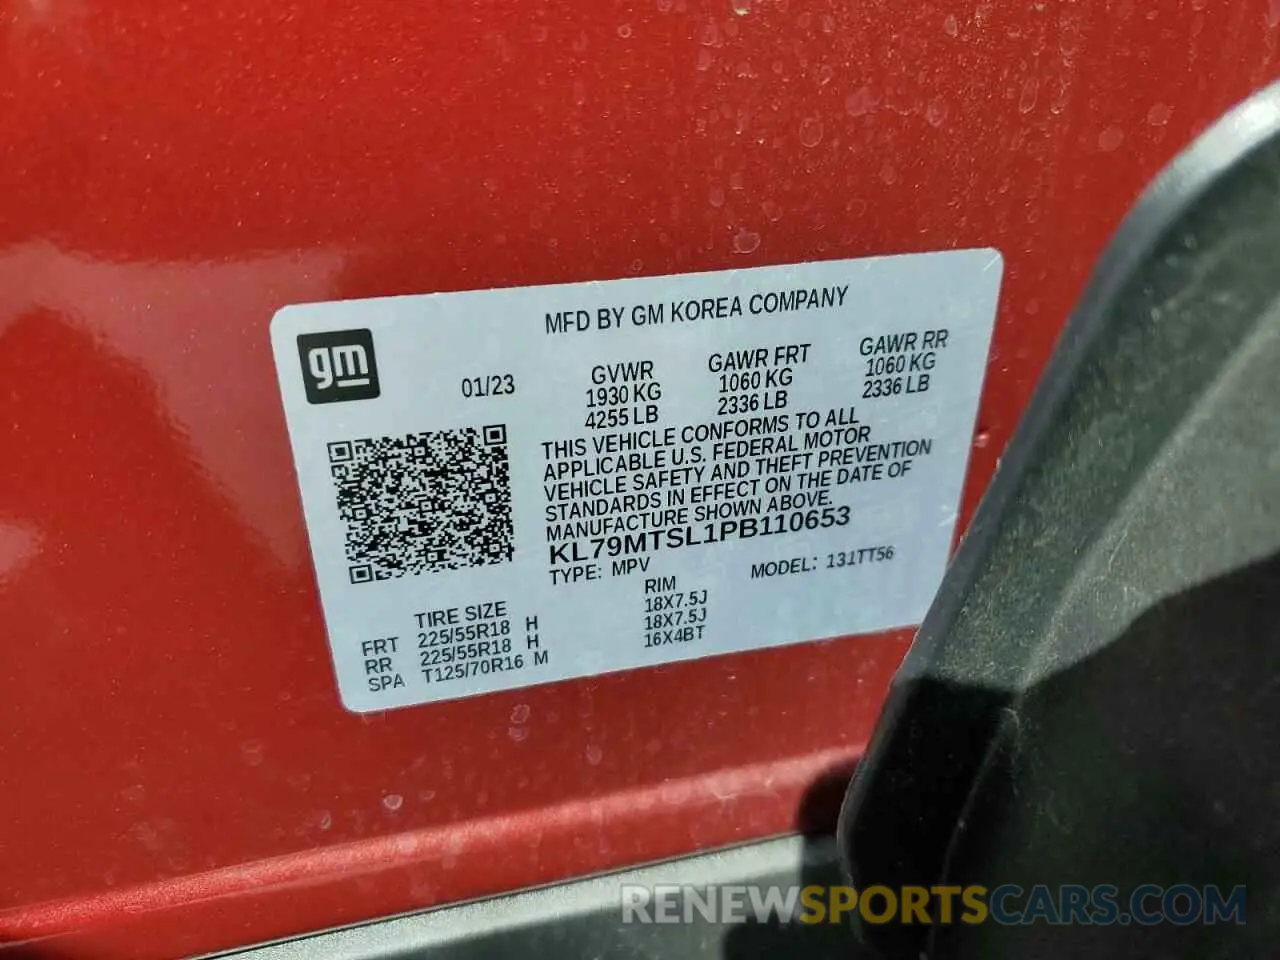 MFD BY GM KOREA COMPANY
gm
01/23
GVWR
1930 KG
4255 LB
GAWR FRT
1060 KG
2336 LB
GAWR RR
1060 KG
2336 LB
THIS VEHICLE CONFORMS TO ALL
APPLICABLE U.S. FEDERAL MOTOR
VEHICLE SAFETY AND THEFT PREVENTION
STANDARDS IN EFFECT ON THE DATE OF
MANUFACTURE SHOWN ABOVE.
KL79MTSL1PB110653
TYPE: MPV MODEL: 131TT56
TIRE SIZE RIM
FRT 225/55R18 H 18X7.5J
RR 225/55R18 H 18X7.5J
SPA T125/70R16 M 16X4BT
RENEWSPORTSCARS.COM